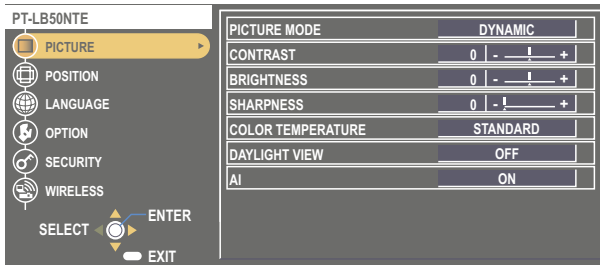 PT-LB50NTE
PICTURE
POSITION
LANGUAGE
OPTION
SECURITY
WIRELESS
ENTER
SELECT
EXIT
PICTURE MODE DYNAMIC
CONTRAST 0 - +
BRIGHTNESS 0 - +
SHARPNESS 0 - +
COLOR TEMPERATURE STANDARD
DAYLIGHT VIEW OFF
AI ON